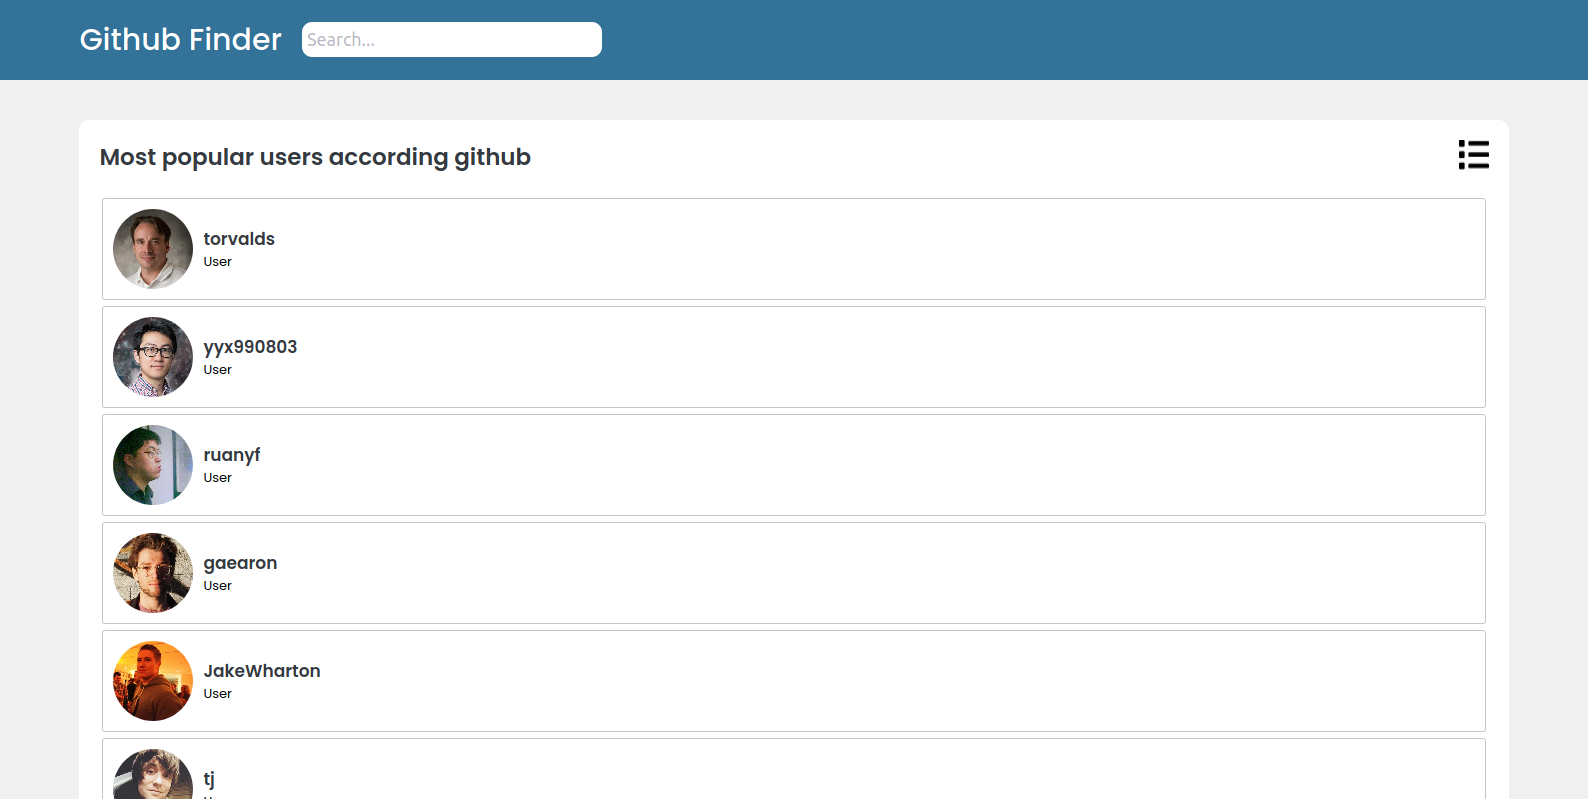 Github Finder
Search...
Most popular users according github
torvalds
User
yyx990803
User
ruanyf
User
gaearon
User
JakeWharton
User
tj